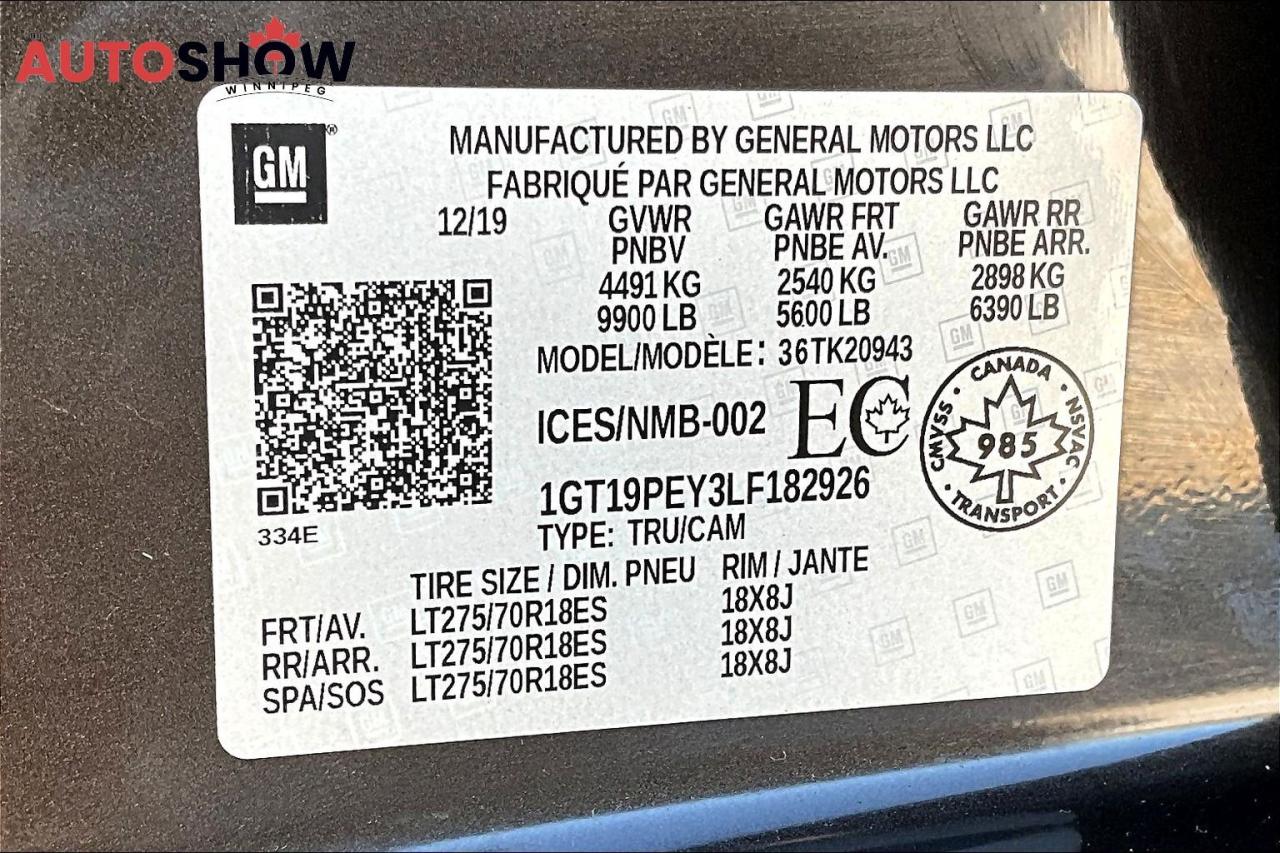 THE
AUTOSHOW
WINNIPEG
GM®
MANUFACTURED BY GENERAL MOTORS LLC
FABRIQUÉ PAR GENERAL MOTORS LLC
12/19 GVWR GAWR FRT GAWR RR
PNBV PNBE AV. PNBE ARR.
4491 KG 2540 KG 2898 KG
9900 LB 5600 LB 6390 LB
MODEL/MODÈLE: 36TK20943
ICES/NMB-002 EC
CANADA
CMVSS 985 NSVAC
TRANSPORT
1GT19PEY3LF182926
334E
TYPE: TRU/CAM
TIRE SIZE / DIM. PNEU RIM / JANTE
FRT/AV. LT275/70R18ES 18X8J
RR/ARR. LT275/70R18ES 18X8J
SPA/SOS LT275/70R18ES 18X8J